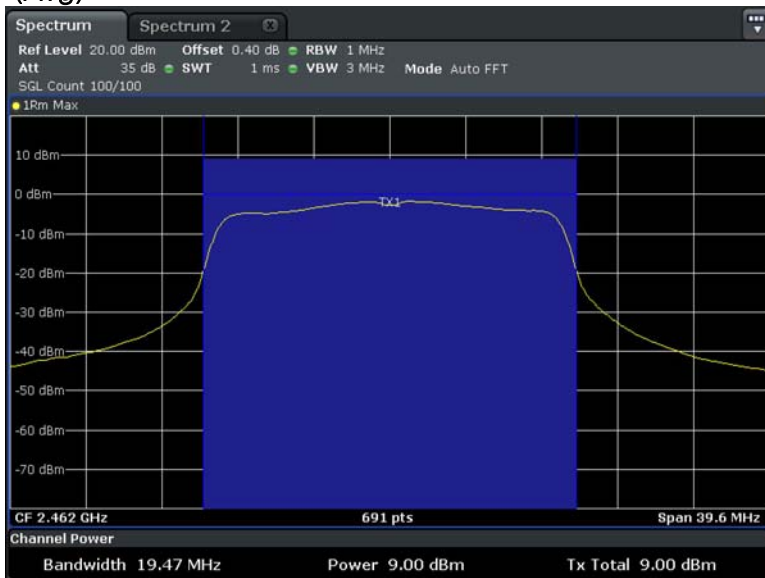 (Avg)
Spectrum Spectrum 2
Ref Level 20.00 dBm Offset 0.40 dB RBW 1 MHz
Att 35 dB SWT 1 ms VBW 3 MHz Mode Auto FFT
SGL Count 100/100
1Rm Max
10 dBm
0 dBm
TX1
-10 dBm
-20 dBm
-30 dBm
-40 dBm
-50 dBm
-60 dBm
-70 dBm
CF 2.462 GHz 691 pts Span 39.6 MHz
Channel Power
Bandwidth 19.47 MHz Power 9.00 dBm Tx Total 9.00 dBm